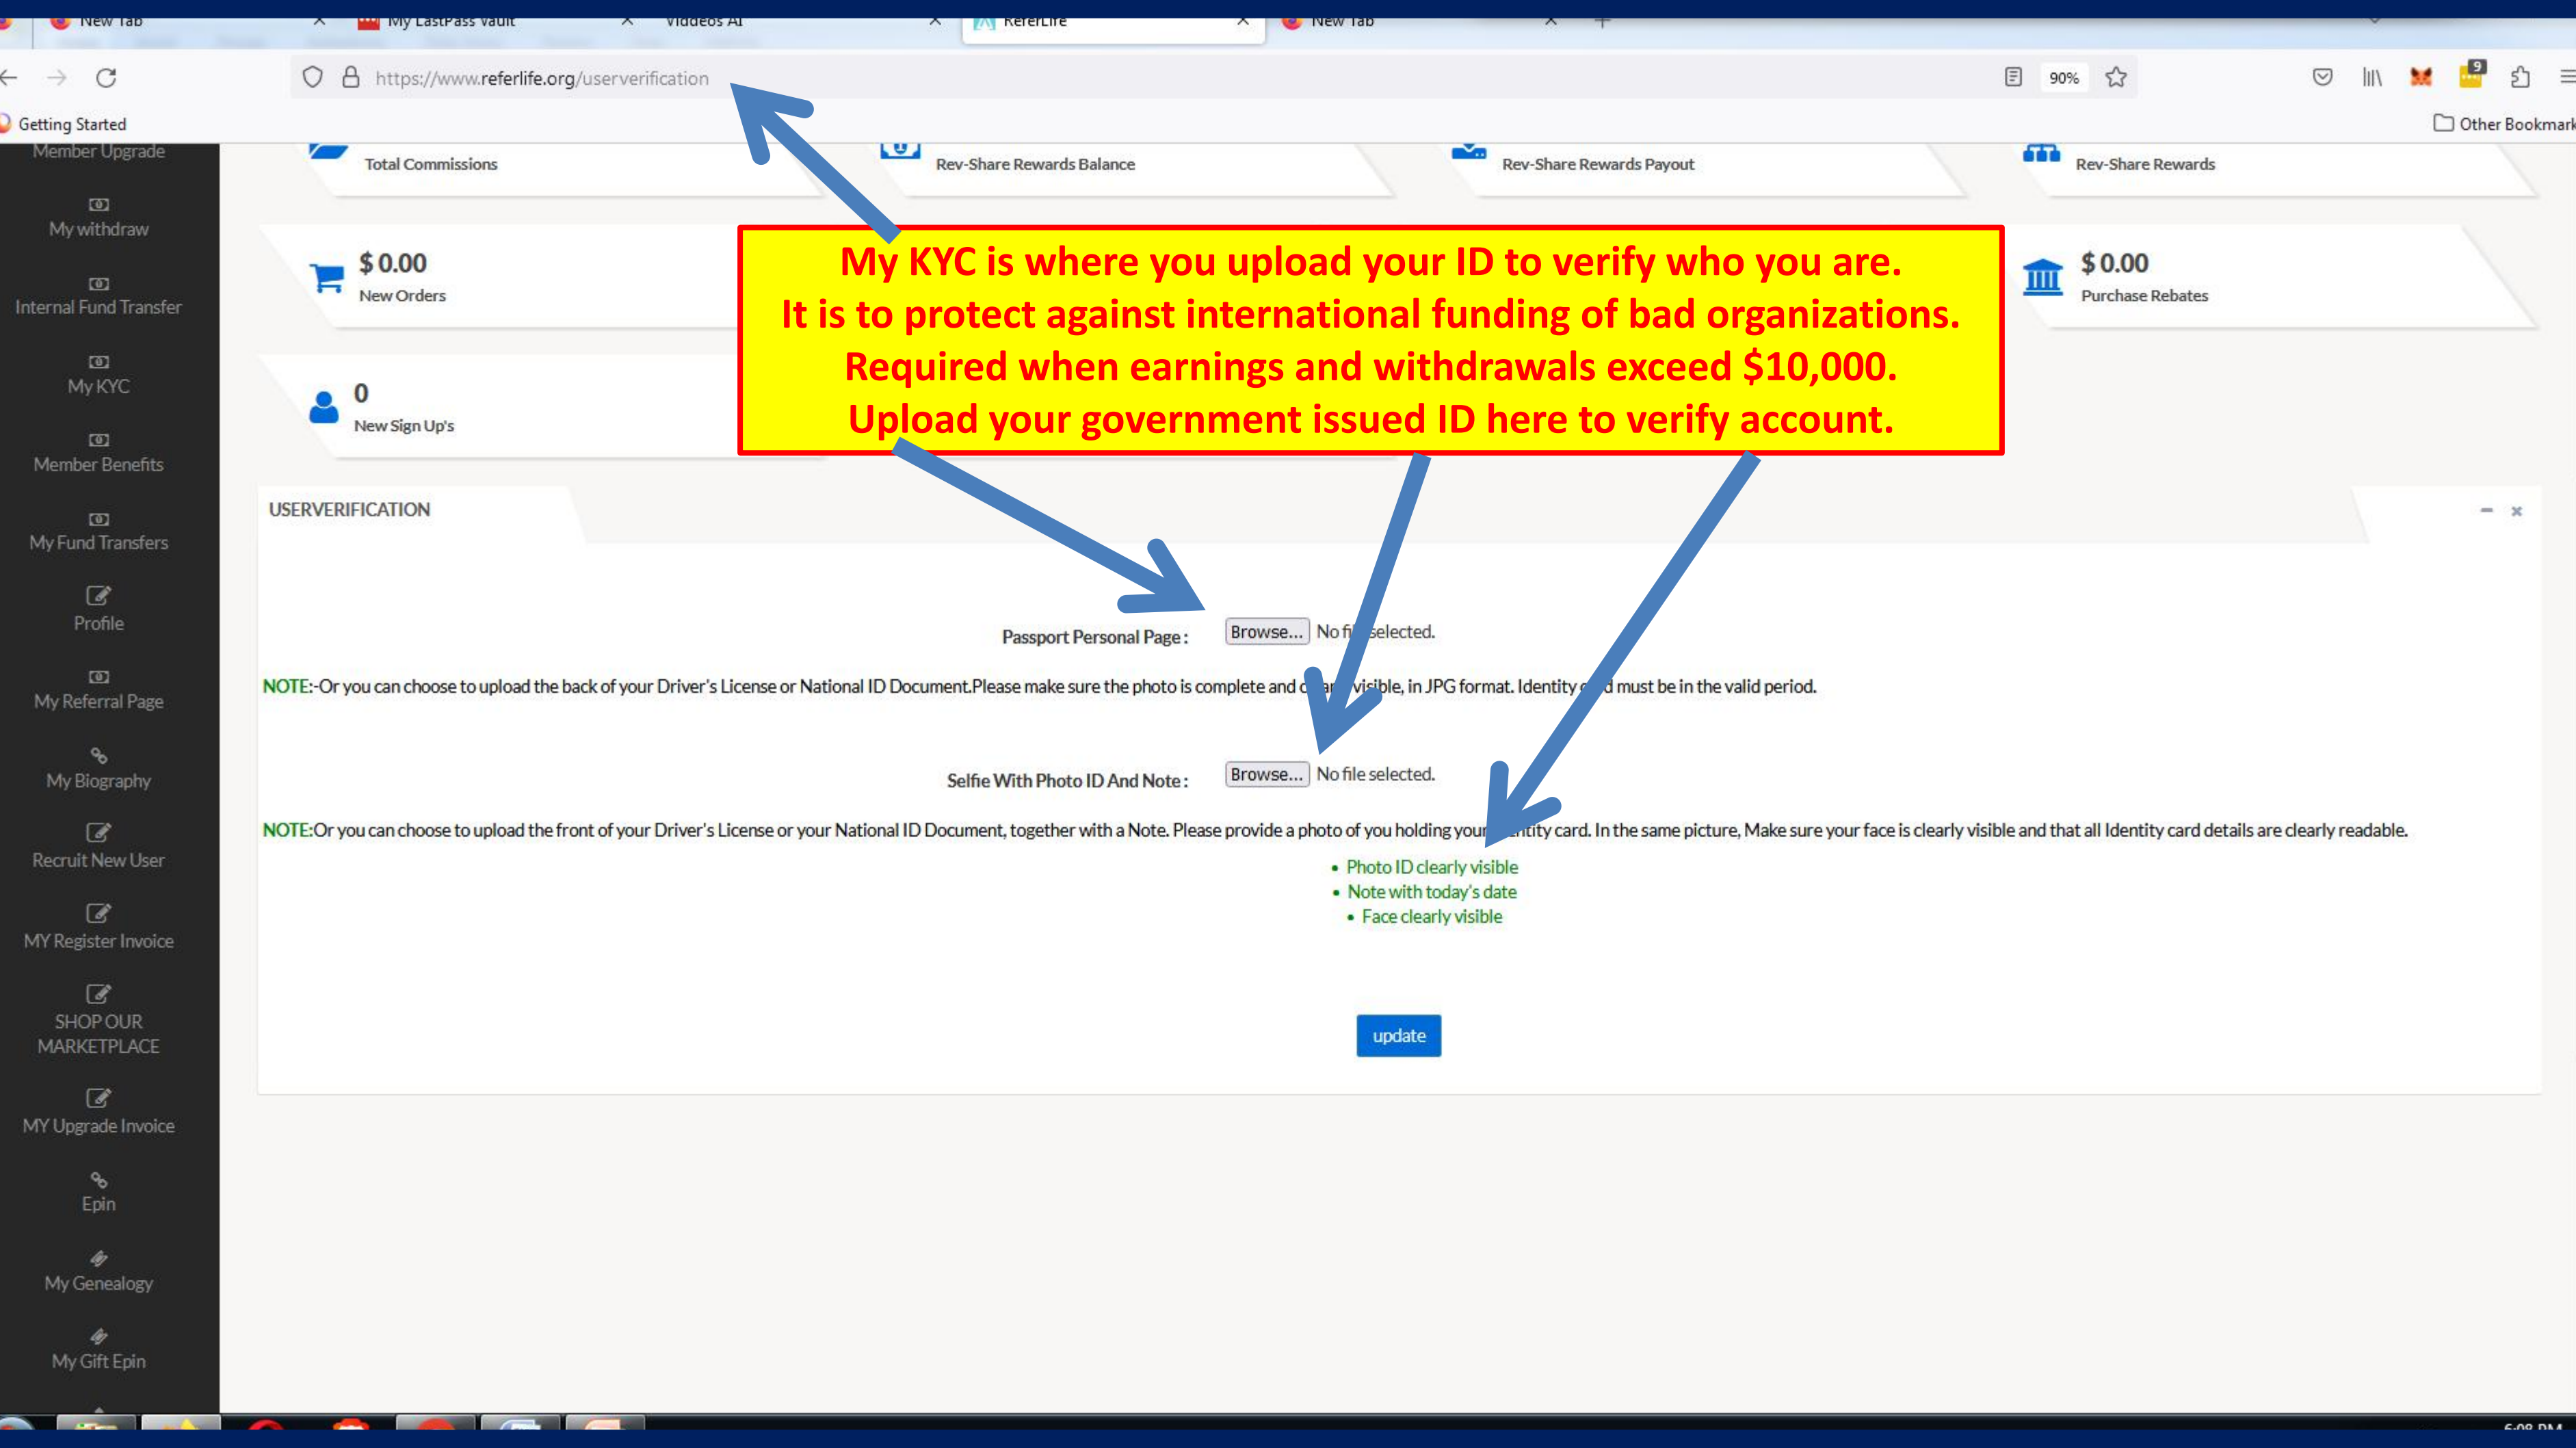 New Tab
My LastPass Vault
Viddeos AI
ReferLife
New Tab
https://www.referlife.org/userverification
90%
9
Getting Started
Other Bookmark
Member Upgrade
My withdraw
Internal Fund Transfer
My KYC
Member Benefits
My Fund Transfers
Profile
My Referral Page
My Biography
Recruit New User
MY Register Invoice
SHOP OUR
MARKETPLACE
MY Upgrade Invoice
Epin
My Genealogy
My Gift Epin
Total Commissions
Rev-Share Rewards Balance
Rev-Share Rewards Payout
Rev-Share Rewards
$ 0.00
New Orders
$ 0.00
Purchase Rebates
0
New Sign Up's
My KYC is where you upload your ID to verify who you are.
It is to protect against international funding of bad organizations.
Required when earnings and withdrawals exceed $10,000.
Upload your government issued ID here to verify account.
USERVERIFICATION
Passport Personal Page :
Browse... No file selected.
NOTE:-Or you can choose to upload the back of your Driver's License or National ID Document.Please make sure the photo is complete and clearly visible, in JPG format. Identity card must be in the valid period.
Selfie With Photo ID And Note :
Browse... No file selected.
NOTE:Or you can choose to upload the front of your Driver's License or your National ID Document, together with a Note. Please provide a photo of you holding your identity card. In the same picture, Make sure your face is clearly visible and that all Identity card details are clearly readable.
• Photo ID clearly visible
• Note with today's date
• Face clearly visible
update
6:08 PM